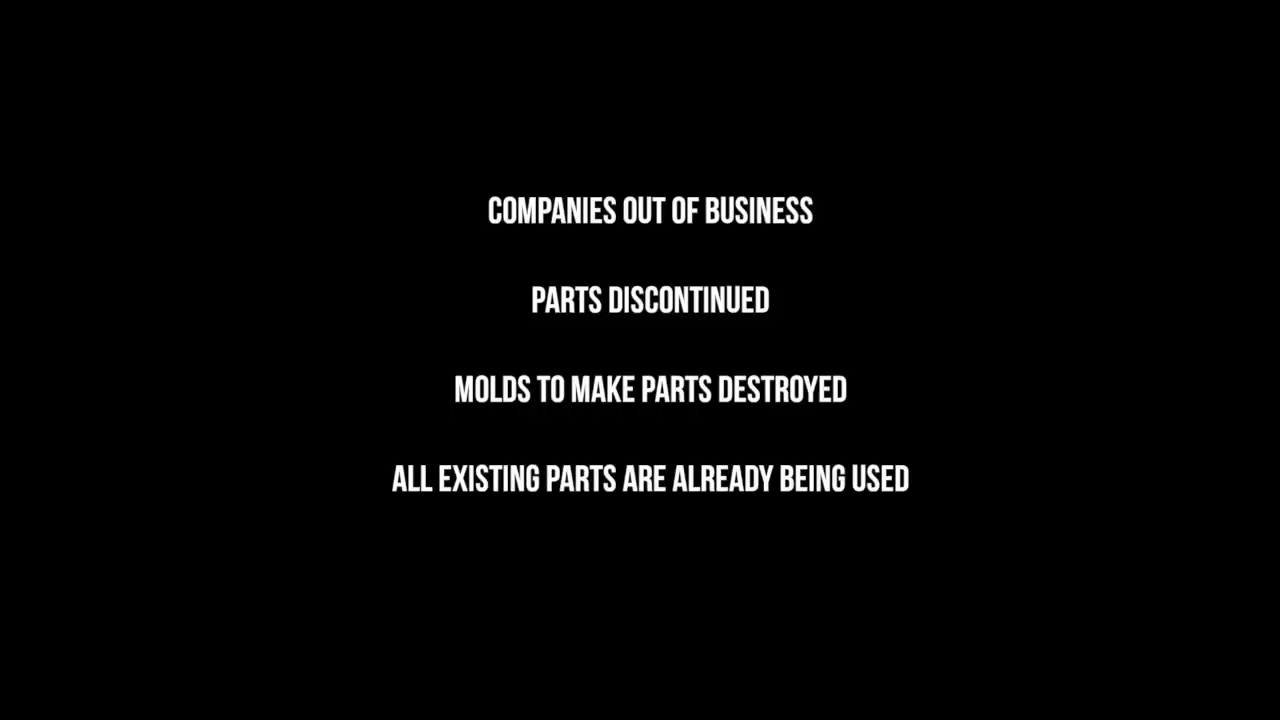 COMPANIES OUT OF BUSINESS
PARTS DISCONTINUED
MOLDS TO MAKE PARTS DESTROYED
ALL EXISTING PARTS ARE ALREADY BEING USED